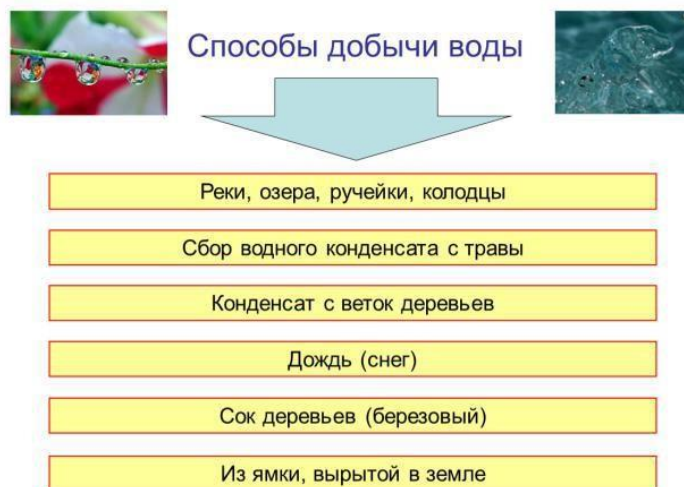 Способы добычи воды
Реки, озера, ручейки, колодцы
Сбор водного конденсата с травы
Конденсат с веток деревьев
Дождь (снег)
Сок деревьев (березовый)
Из ямки, вырытой в земле